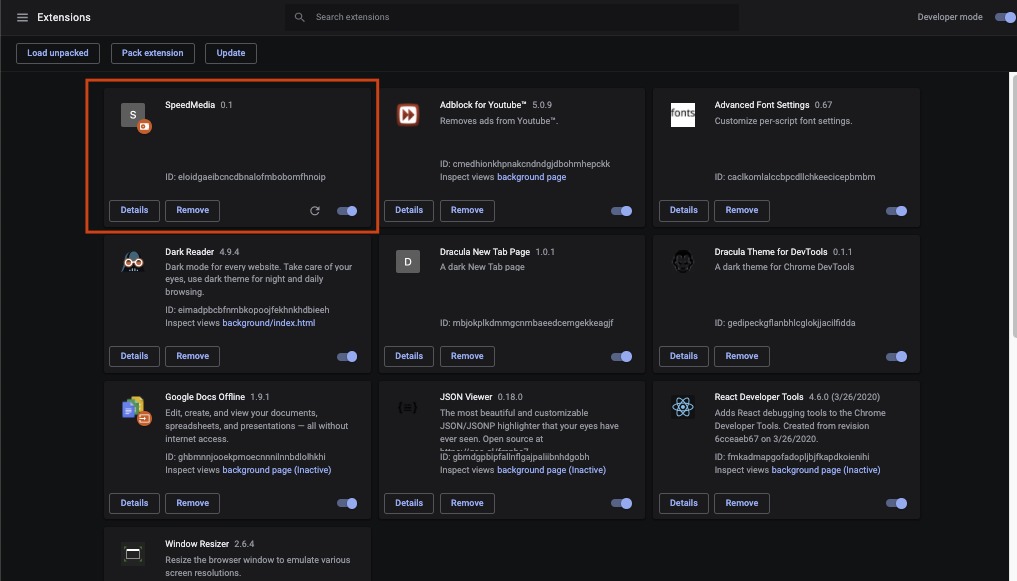 Extensions
Search extensions
Developer mode
Load unpacked
Pack extension
Update
S
SpeedMedia 0.1
ID: eloidgaeibcncdbnalofmbobomfhnoip
Details
Remove
Adblock for Youtube™ 5.0.9
Removes ads from Youtube™.
ID: cmedhionkhpnakcndndgjdbohmhepckk
Inspect views background page
Details
Remove
fonts
Advanced Font Settings 0.67
Customize per-script font settings.
ID: caclkomlalccbpcdllchkeecicepbmbm
Details
Remove
Dark Reader 4.9.4
Dark mode for every website. Take care of your
eyes, use dark theme for night and daily
browsing.
ID: eimadpbcbfnmbkopoojfekhnkhdbieeh
Inspect views background/index.html
Details
Remove
D
Dracula New Tab Page 1.0.1
A dark New Tab page
ID: mbjokplkdmmgcnmbaeedcemgekkeagjf
Details
Remove
Dracula Theme for DevTools 0.1.1
A dark theme for Chrome DevTools
ID: gedipeckgflanbhlcglokjjacilfidda
Details
Remove
Google Docs Offline 1.9.1
Edit, create, and view your documents,
spreadsheets, and presentations — all without
internet access.
ID: ghbmnnjooekpmoecnnnilnnbdlolhkhi
Inspect views background page (Inactive)
Details
Remove
JSON Viewer 0.18.0
The most beautiful and customizable
JSON/JSONP highlighter that your eyes have
ever seen. Open source at
ID: gbmdgpbipfallnflgajpaliibnhdgobh
Inspect views background page (Inactive)
Details
Remove
React Developer Tools 4.6.0 (3/26/2020)
Adds React debugging tools to the Chrome
Developer Tools. Created from revision
6cceaeb67 on 3/26/2020.
ID: fmkadmapgofadopljbjfkapdkoienihi
Inspect views background page (Inactive)
Details
Remove
Window Resizer 2.6.4
Resize the browser window to emulate various
screen resolutions.